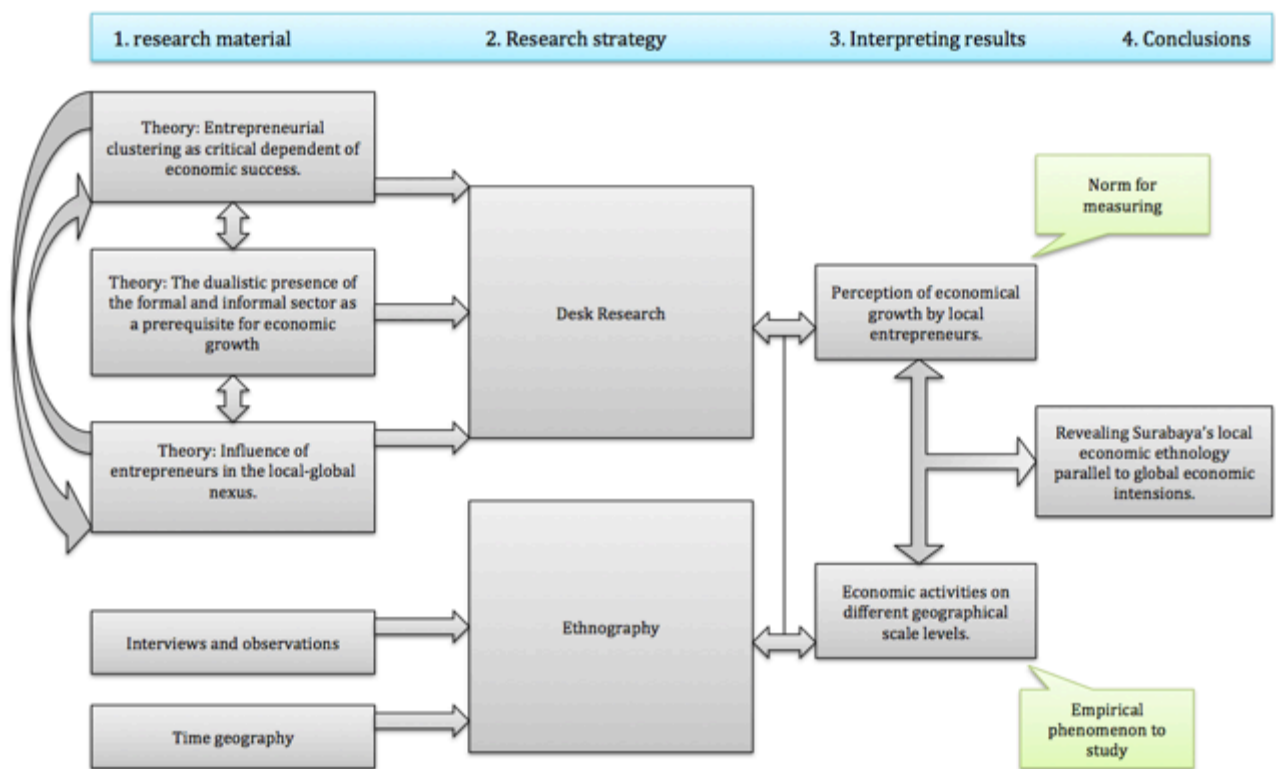 1. research material
2. Research strategy
3. Interpreting results
4. Conclusions
Theory: Entrepreneurial
clustering as critical dependent of
economic success.
Theory: The dualistic presence of
the formal and informal sector as
a prerequisite for economic
growth
Theory: Influence of
entrepreneurs in the local-global
nexus.
Interviews and observations
Time geography
Desk Research
Ethnography
Norm for
measuring
Perception of economical
growth by local
entrepreneurs.
Economic activities on
different geographical
scale levels.
Empirical
phenomenon to
study
Revealing Surabaya's local
economic ethnology
parallel to global economic
intensions.